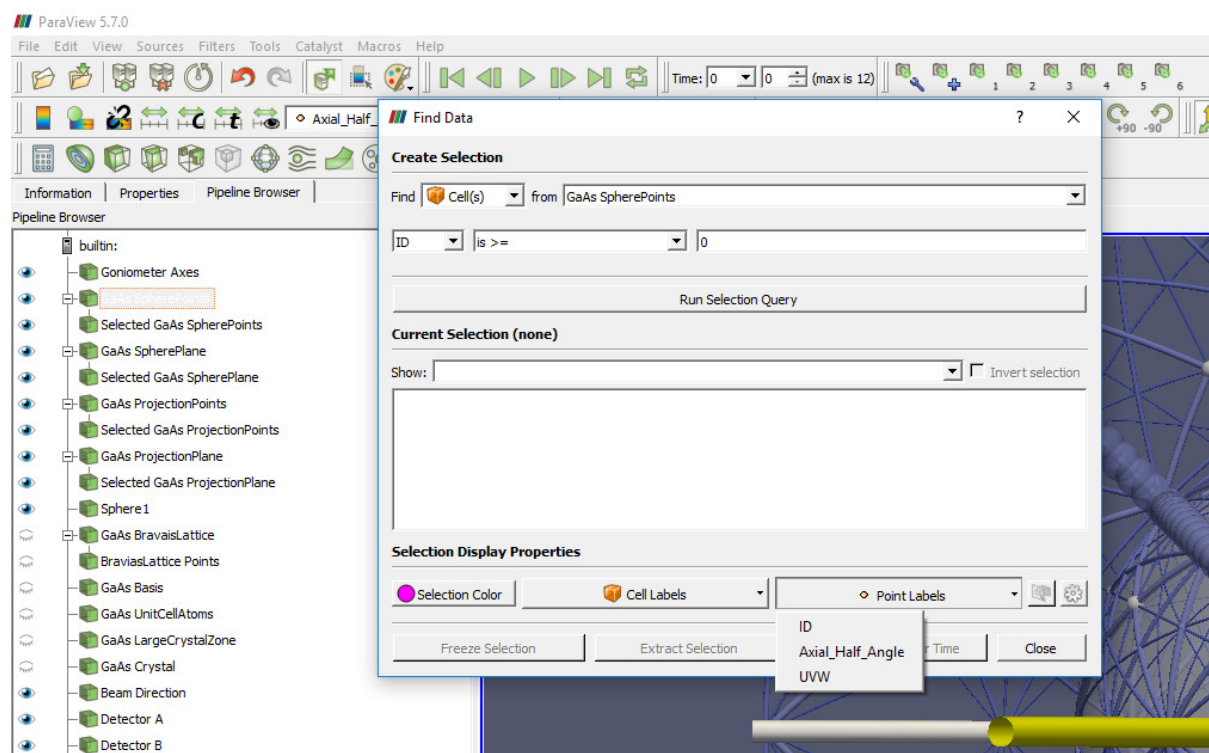 ParaView 5.7.0
File Edit View Sources Filters Tools Catalyst Macros Help
Time: 0 0 (max is 12) 1 2 3 4 5 6
Axial_Half_ +90 -90
Find Data ? X
Create Selection
Find Cell(s) from GaAs SpherePoints
ID is >= 0
Run Selection Query
Current Selection (none)
Show: Invert selection
Selection Display Properties
Selection Color Cell Labels Point Labels
ID
Axial_Half_Angle
UVW
Freeze Selection Extract Selection r Time Close
Information Properties Pipeline Browser
Pipeline Browser
builtin:
Goniometer Axes
GaAs SpherePoints
Selected GaAs SpherePoints
GaAs SpherePlane
Selected GaAs SpherePlane
GaAs ProjectionPoints
Selected GaAs ProjectionPoints
GaAs ProjectionPlane
Selected GaAs ProjectionPlane
Sphere1
GaAs BravaisLattice
BraviasLattice Points
GaAs Basis
GaAs UnitCellAtoms
GaAs LargeCrystalZone
GaAs Crystal
Beam Direction
Detector A
Detector B